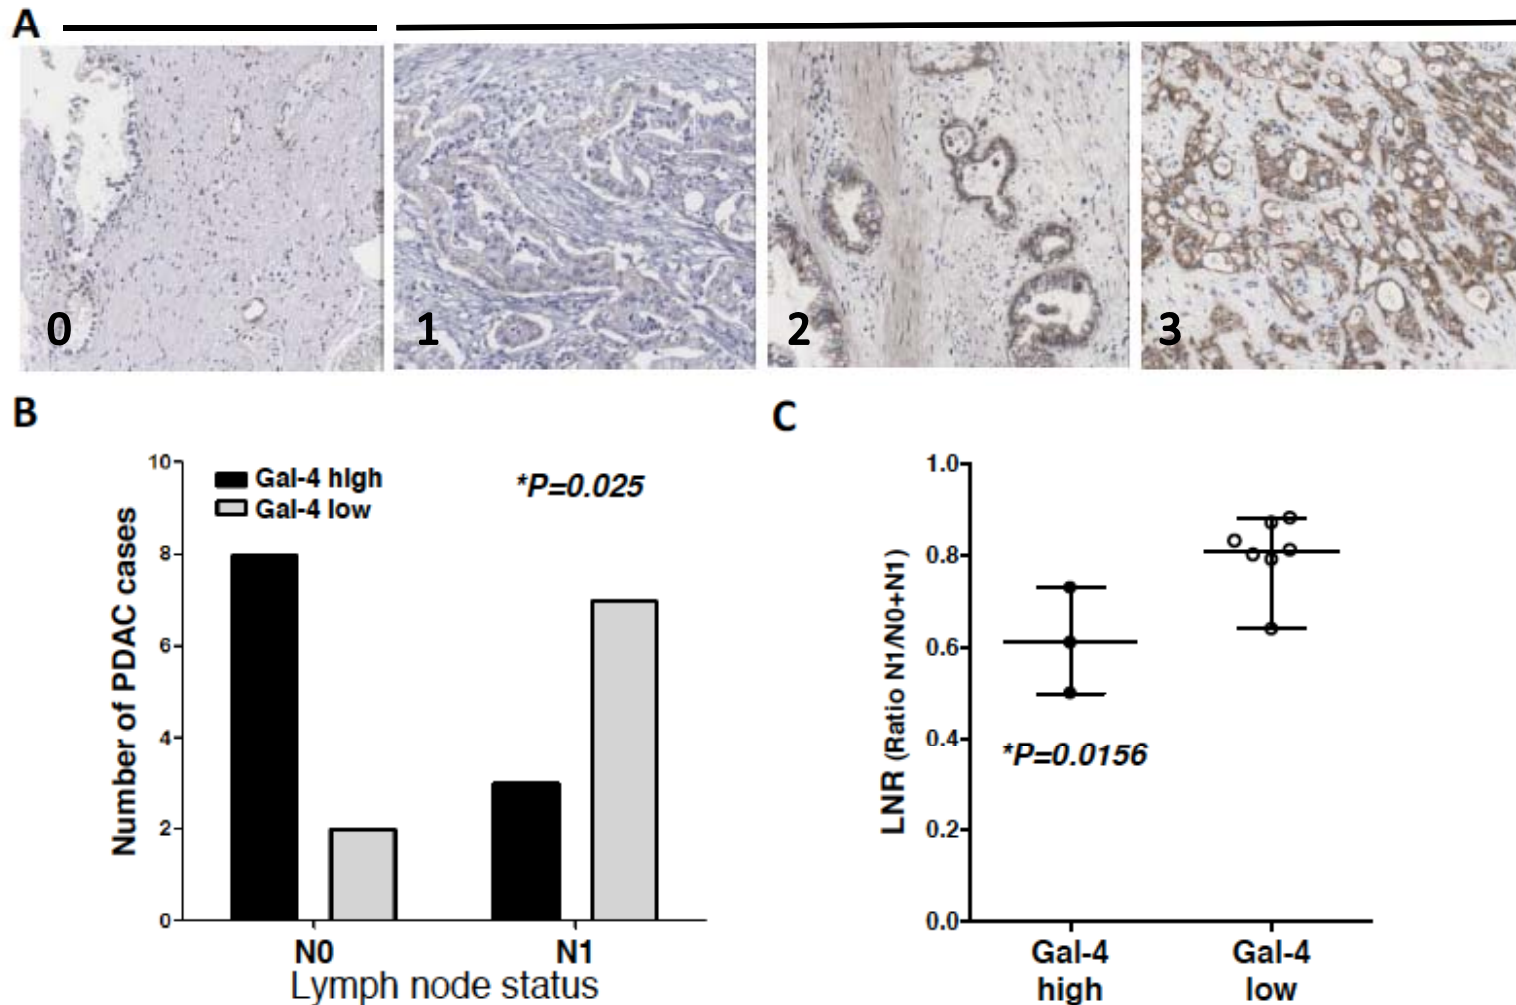 A
0 1 2 3
B
10
8
6
4
2
0
Number of PDAC cases
Gal-4 high
Gal-4 low
*P=0.025
N0 N1
Lymph node status
C
1.0
0.8
0.6
0.4
0.2
0.0
LNR (Ratio N1/N0+N1)
*P=0.0156
Gal-4
high
Gal-4
low